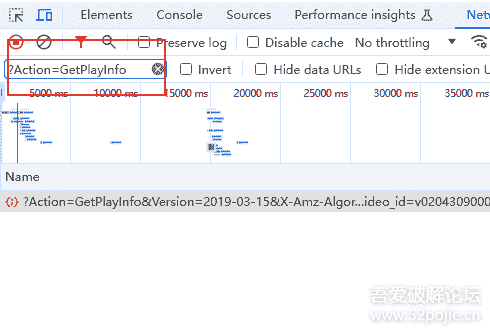 Elements Console Sources Performance insights Netw
Preserve log Disable cache No throttling
?Action=GetPlayInfo Invert Hide data URLs Hide extension U
5000 ms 10000 ms 15000 ms 20000 ms 25000 ms 30000 ms 35000 ms
Name
?Action=GetPlayInfo&Version=2019-03-15&X-Amz-Algor...ideo_id=v0204309000
吾爱破解论坛
www.52pojie.cn